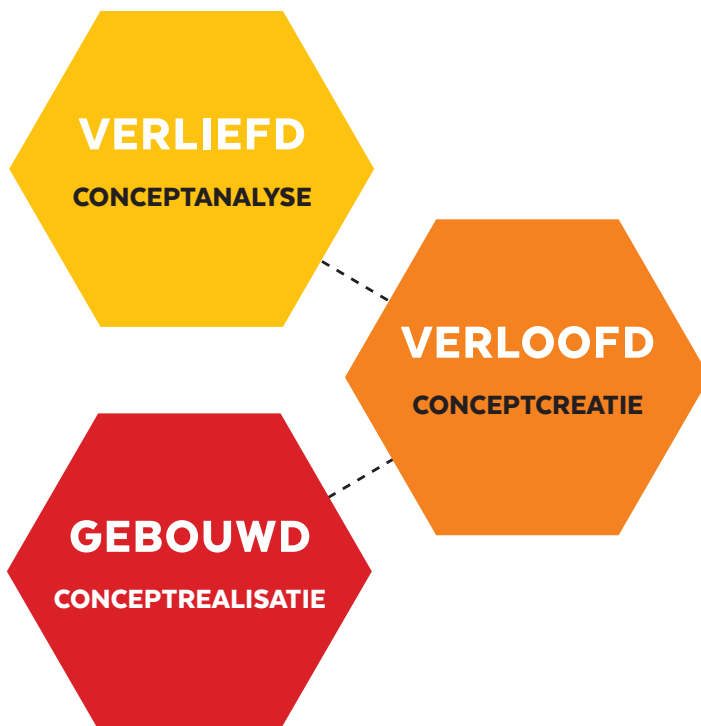 VERLIEFD
CONCEPTANALYSE
VERLOOFD
CONCEPTCREATIE
GEBOUWD
CONCEPTREALISATIE